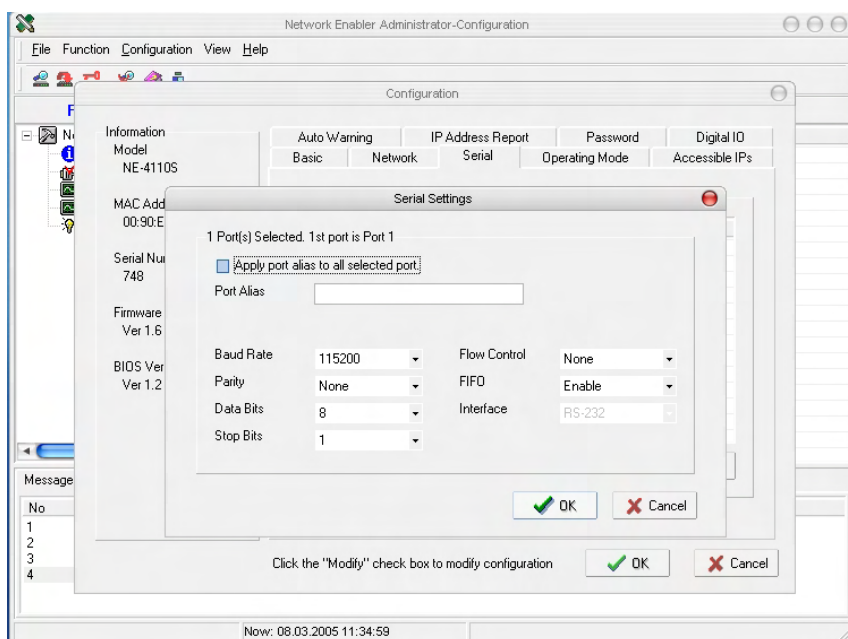 Network Enabler Administrator-Configuration
File Function Configuration View Help
Configuration
Information
Model
NE-4110S
MAC Add
00:90:E
Serial Nu
748
Firmware
Ver 1.6
BIOS Ver
Ver 1.2
Auto Warning IP Address Report Password Digital IO
Basic Network Serial Operating Mode Accessible IPs
Serial Settings
1 Port(s) Selected. 1st port is Port 1
Apply port alias to all selected port.
Port Alias
Baud Rate 115200 Flow Control None
Parity None FIFO Enable
Data Bits 8 Interface RS-232
Stop Bits 1
OK Cancel
Click the "Modify" check box to modify configuration OK Cancel
Message
No
1
2
3
4
Now: 08.03.2005 11:34:59